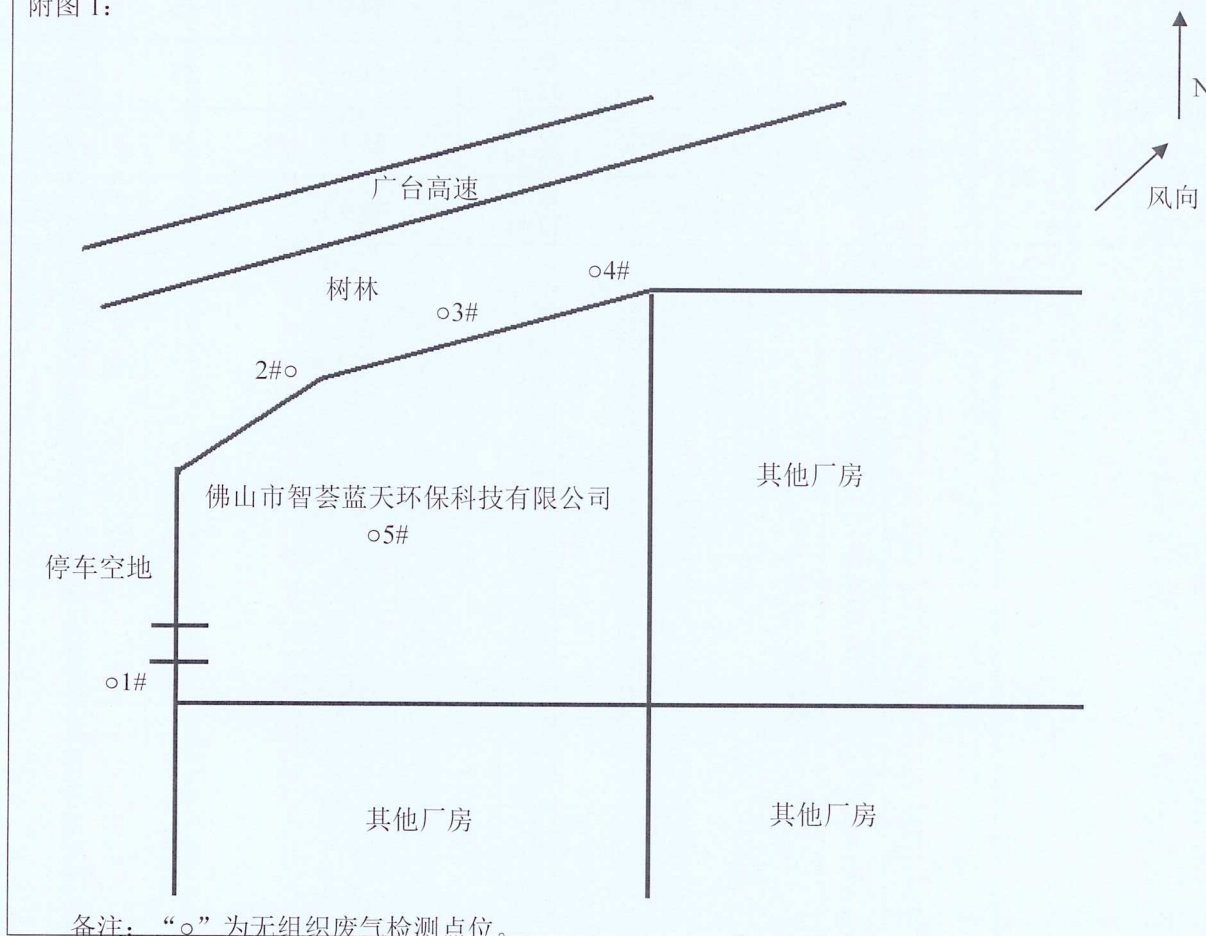 附图 1:
N
广台高速
风向
○4#
树林
○3#
2#○
其他厂房
佛山市智荟蓝天环保科技有限公司
○5#
停车空地
○1#
其他厂房
其他厂房
备注：“○”为无组织废气检测点位。